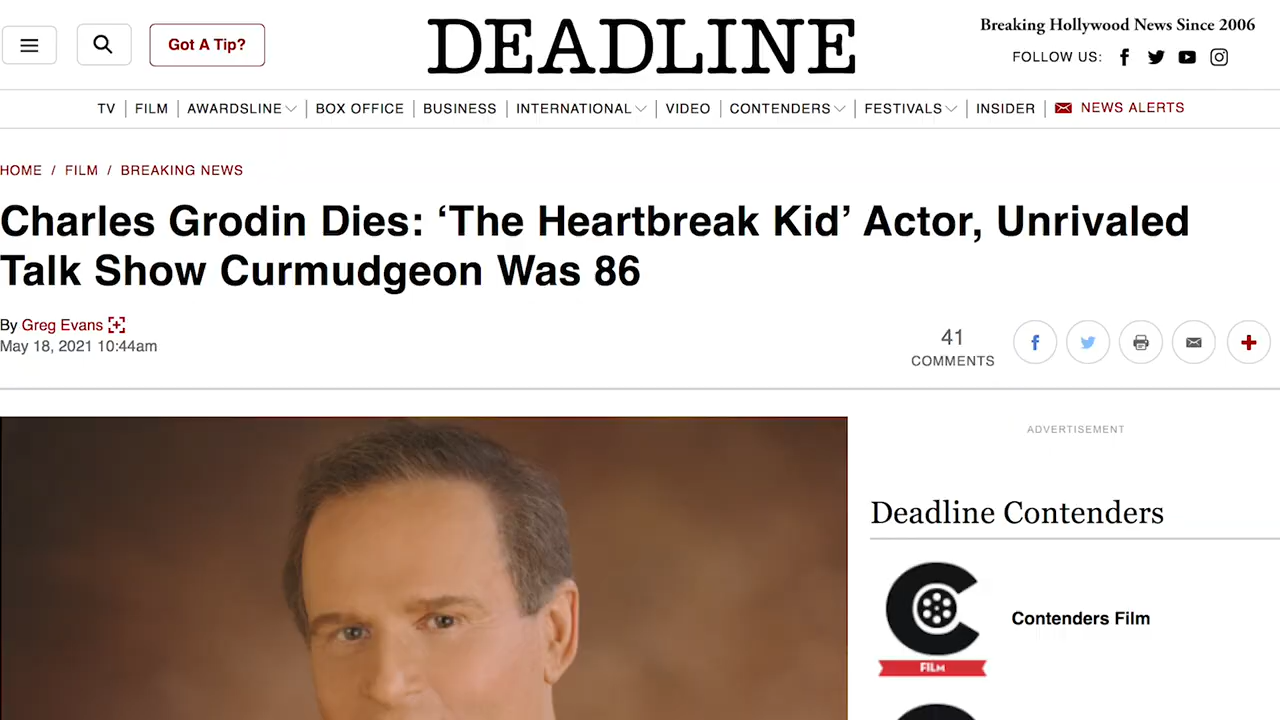 Got A Tip?
DEADLINE
Breaking Hollywood News Since 2006
FOLLOW US:
TV | FILM | AWARDSLINE | BOX OFFICE | BUSINESS | INTERNATIONAL | VIDEO | CONTENDERS | FESTIVALS | INSIDER | NEWS ALERTS
HOME / FILM / BREAKING NEWS
Charles Grodin Dies: ‘The Heartbreak Kid’ Actor, Unrivaled
Talk Show Curmudgeon Was 86
By Greg Evans
May 18, 2021 10:44am
41
COMMENTS
ADVERTISEMENT
Deadline Contenders
FILM
Contenders Film